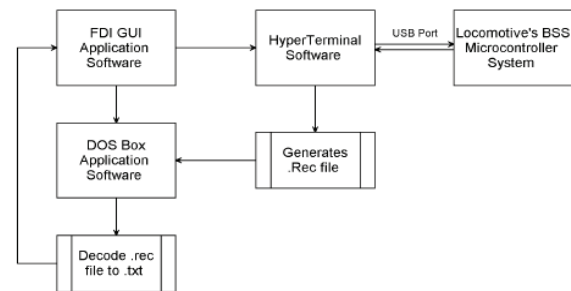 FDI GUI
Application
Software
HyperTerminal
Software
USB Port
Locomotive's BSS
Microcontroller
System
DOS Box
Application
Software
Generates
.Rec file
Decode .rec
file to .txt